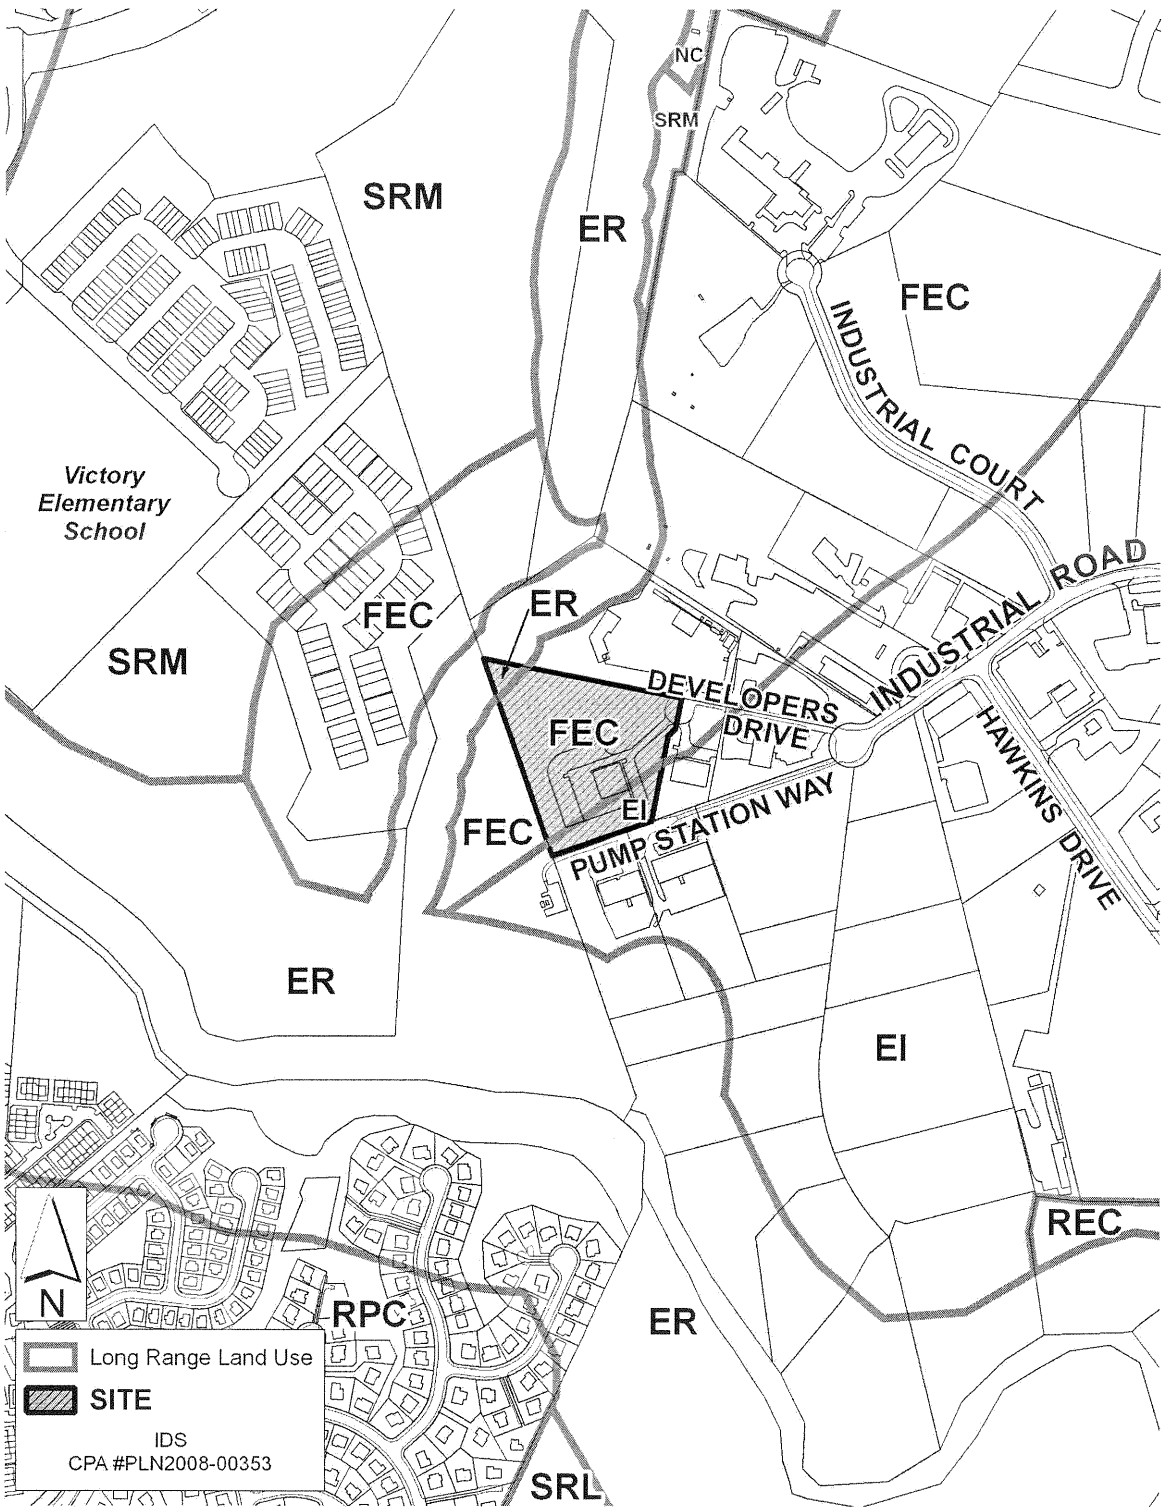 NC
SRM
SRM
ER
FEC
INDUSTRIAL COURT
Victory
Elementary
School
INDUSTRIAL ROAD
ER
FEC
SRM
DEVELOPERS
DRIVE
FEC
HAWKINS DRIVE
EI
FEC
PUMP STATION WAY
ER
EI
REC
RPC
ER
N
Long Range Land Use
SITE
IDS
CPA #PLN2008-00353
SRL